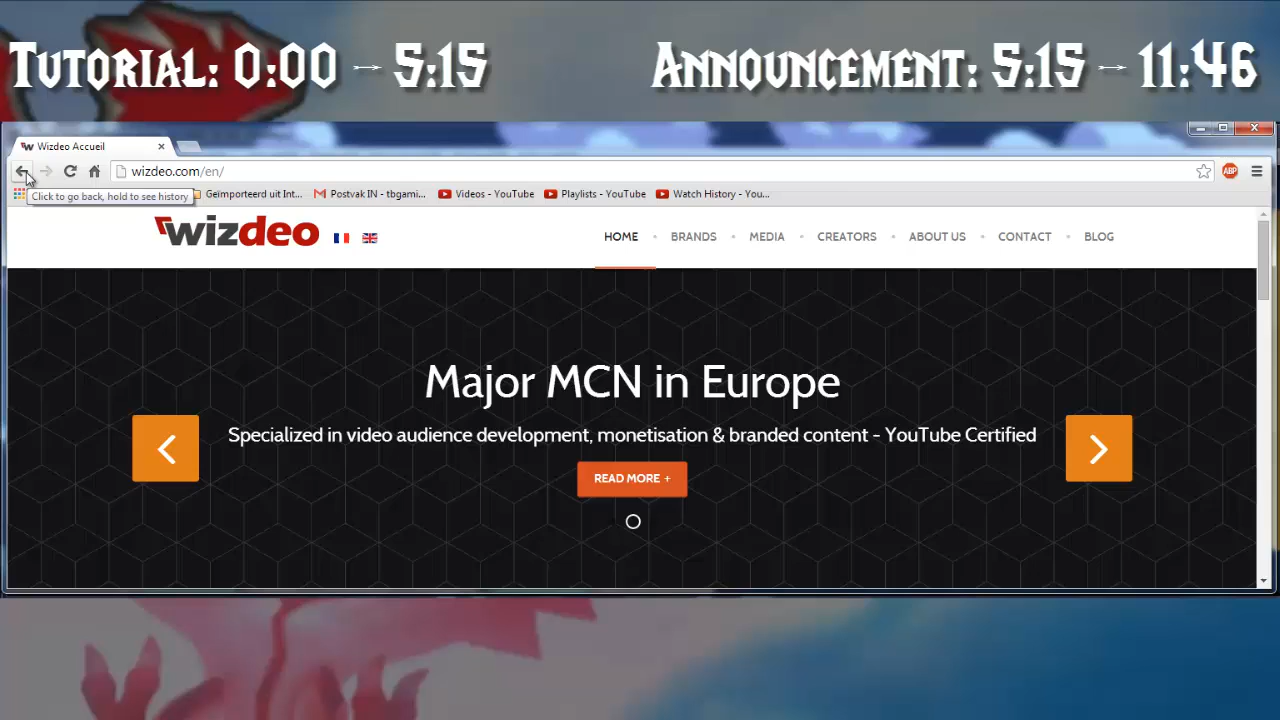 Tutorial: 0:00 → 5:15
Announcement: 5:15 → 11:46
Wizdeo Accueil
wizdeo.com/en/
Click to go back, hold to see history
Geïmporteerd uit Int...
Postvak IN - tbgami...
Videos - YouTube
Playlists - YouTube
Watch History - You...
ABP
wizdeo
HOME
BRANDS
MEDIA
CREATORS
ABOUT US
CONTACT
BLOG
Major MCN in Europe
Specialized in video audience development, monetisation & branded content - YouTube Certified
READ MORE +